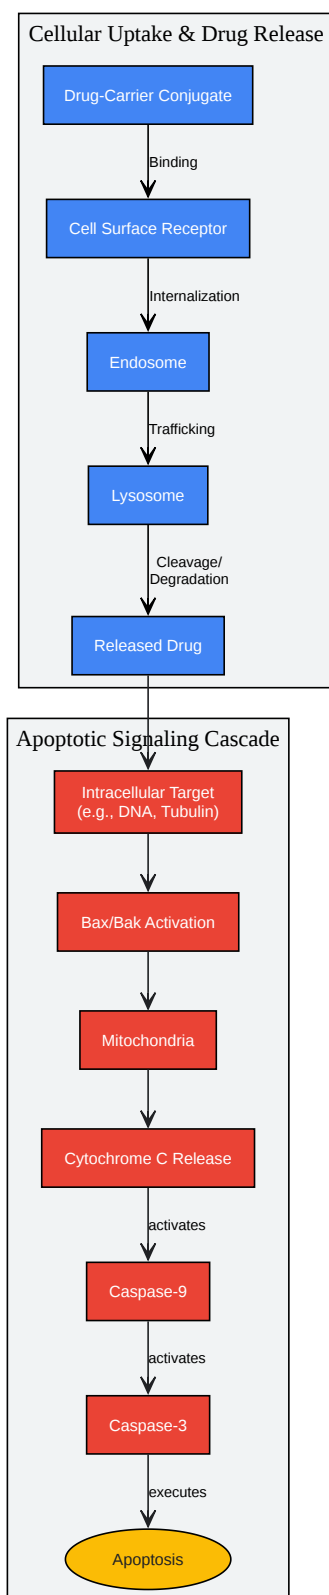 Cellular Uptake & Drug Release
Drug-Carrier Conjugate
Binding
Cell Surface Receptor
Internalization
Endosome
Trafficking
Lysosome
Cleavage/
Degradation
Released Drug
Apoptotic Signaling Cascade
Intracellular Target
(e.g., DNA, Tubulin)
Bax/Bak Activation
Mitochondria
Cytochrome C Release
activates
Caspase-9
activates
Caspase-3
executes
Apoptosis